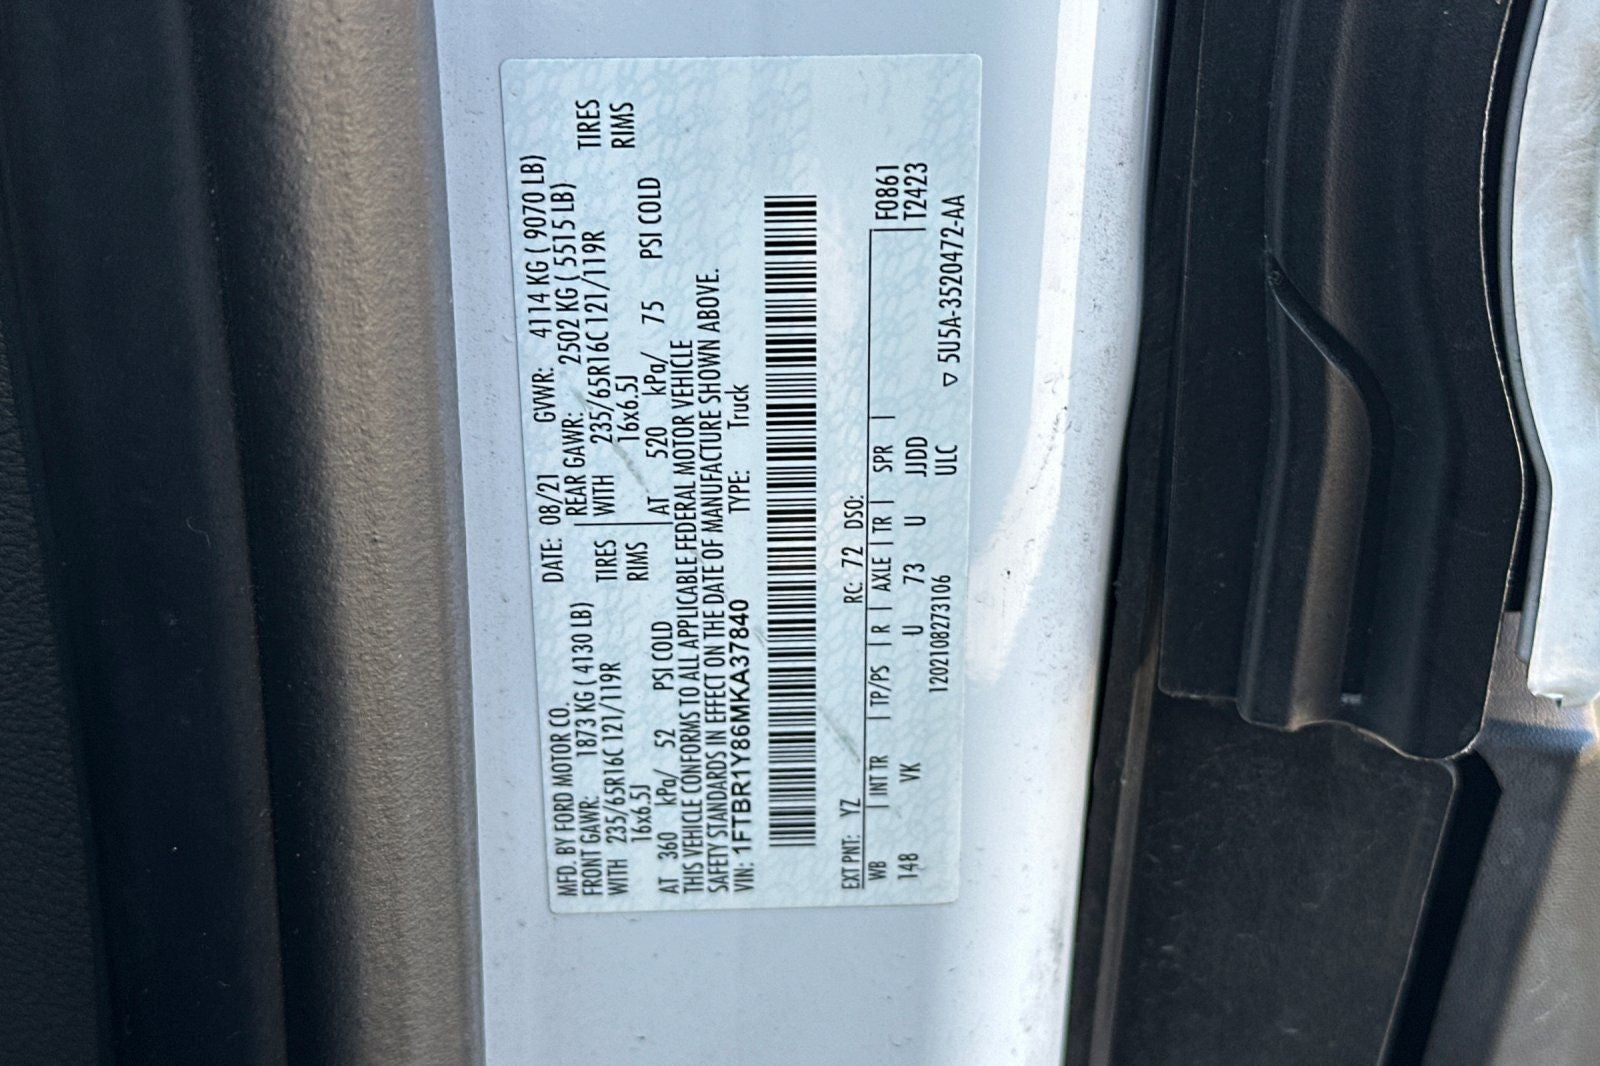 MFD. BY FORD MOTOR CO. DATE: 08/21 GVWR: 4114 KG ( 9070 LB)
FRONT GAWR: 1873 KG ( 4130 LB) REAR GAWR: 2502 KG ( 5515 LB)
WITH 235/65R16C 121/119R TIRES WITH 235/65R16C 121/119R TIRES
16x6.5J RIMS 16x6.5J RIMS
AT 360 kPa/ 52 PSI COLD AT 520 kPa/ 75 PSI COLD
THIS VEHICLE CONFORMS TO ALL APPLICABLE FEDERAL MOTOR VEHICLE
SAFETY STANDARDS IN EFFECT ON THE DATE OF MANUFACTURE SHOWN ABOVE.
VIN: 1FTBR1Y86MKA37840 TYPE: Truck
EXT PNT: YZ RC: 72 DSO:
WB | INT TR | TP/PS | R | AXLE | TR | SPR | F0861
148 VK U 73 U JJDD T2423
1202108273106 ULC ▽ 5U5A-3520472-AA